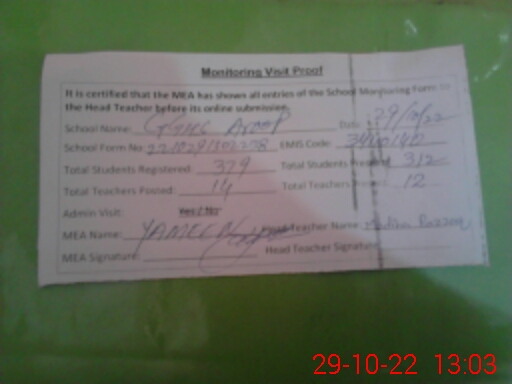 Monitoring Visit Proof
It is certified that the MEA has shown all entries of the School Monitoring Form to
the Head Teacher before its online submission.
School Name: Date: 29/10/22
School Form No EMIS Code:
Total Students Registered: 379 Total Students Present: 312
Total Teachers Posted: 14 Total Teachers 12
Admin Visit: Yes / No
MEA Name: Head Teacher Name:
MEA Signature: Head Teacher Signature:
29-10-22 13:03